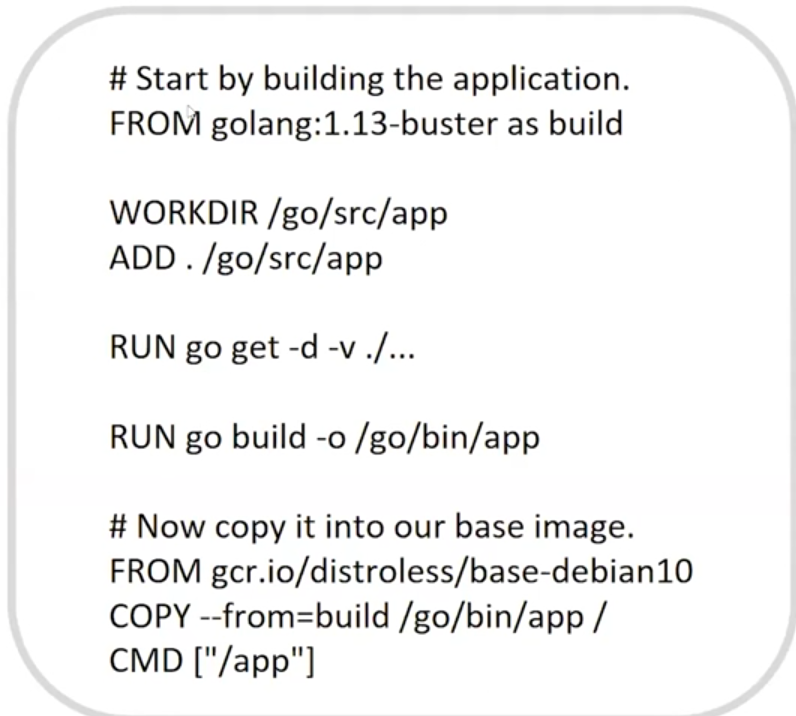 # Start by building the application.
FROM golang:1.13-buster as build
WORKDIR /go/src/app
ADD . /go/src/app
RUN go get -d -v ./...
RUN go build -o /go/bin/app
# Now copy it into our base image.
FROM gcr.io/distroless/base-debian10
COPY --from=build /go/bin/app /
CMD ["/app"]